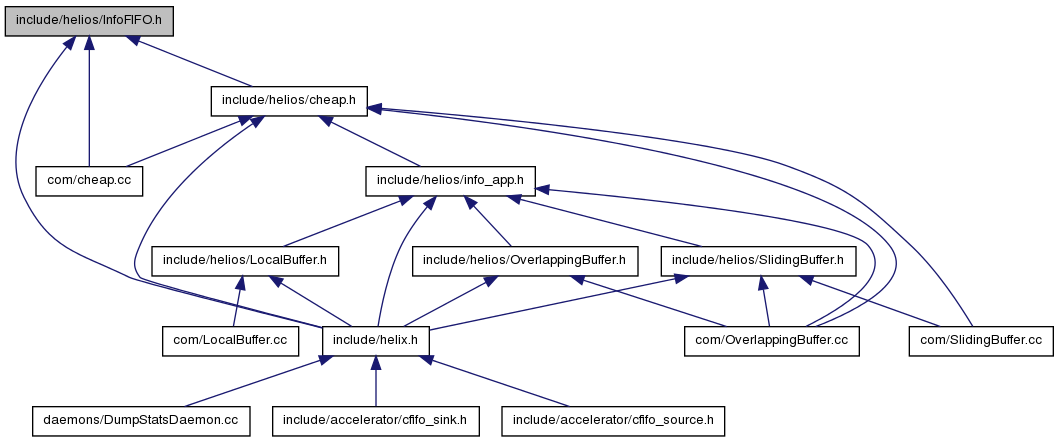 include/helios/InfoFIFO.h
include/helios/cheap.h
com/cheap.cc
include/helios/info_app.h
include/helios/LocalBuffer.h
include/helios/OverlappingBuffer.h
include/helios/SlidingBuffer.h
com/LocalBuffer.cc
include/helix.h
com/OverlappingBuffer.cc
com/SlidingBuffer.cc
daemons/DumpStatsDaemon.cc
include/accelerator/cfifo_sink.h
include/accelerator/cfifo_source.h